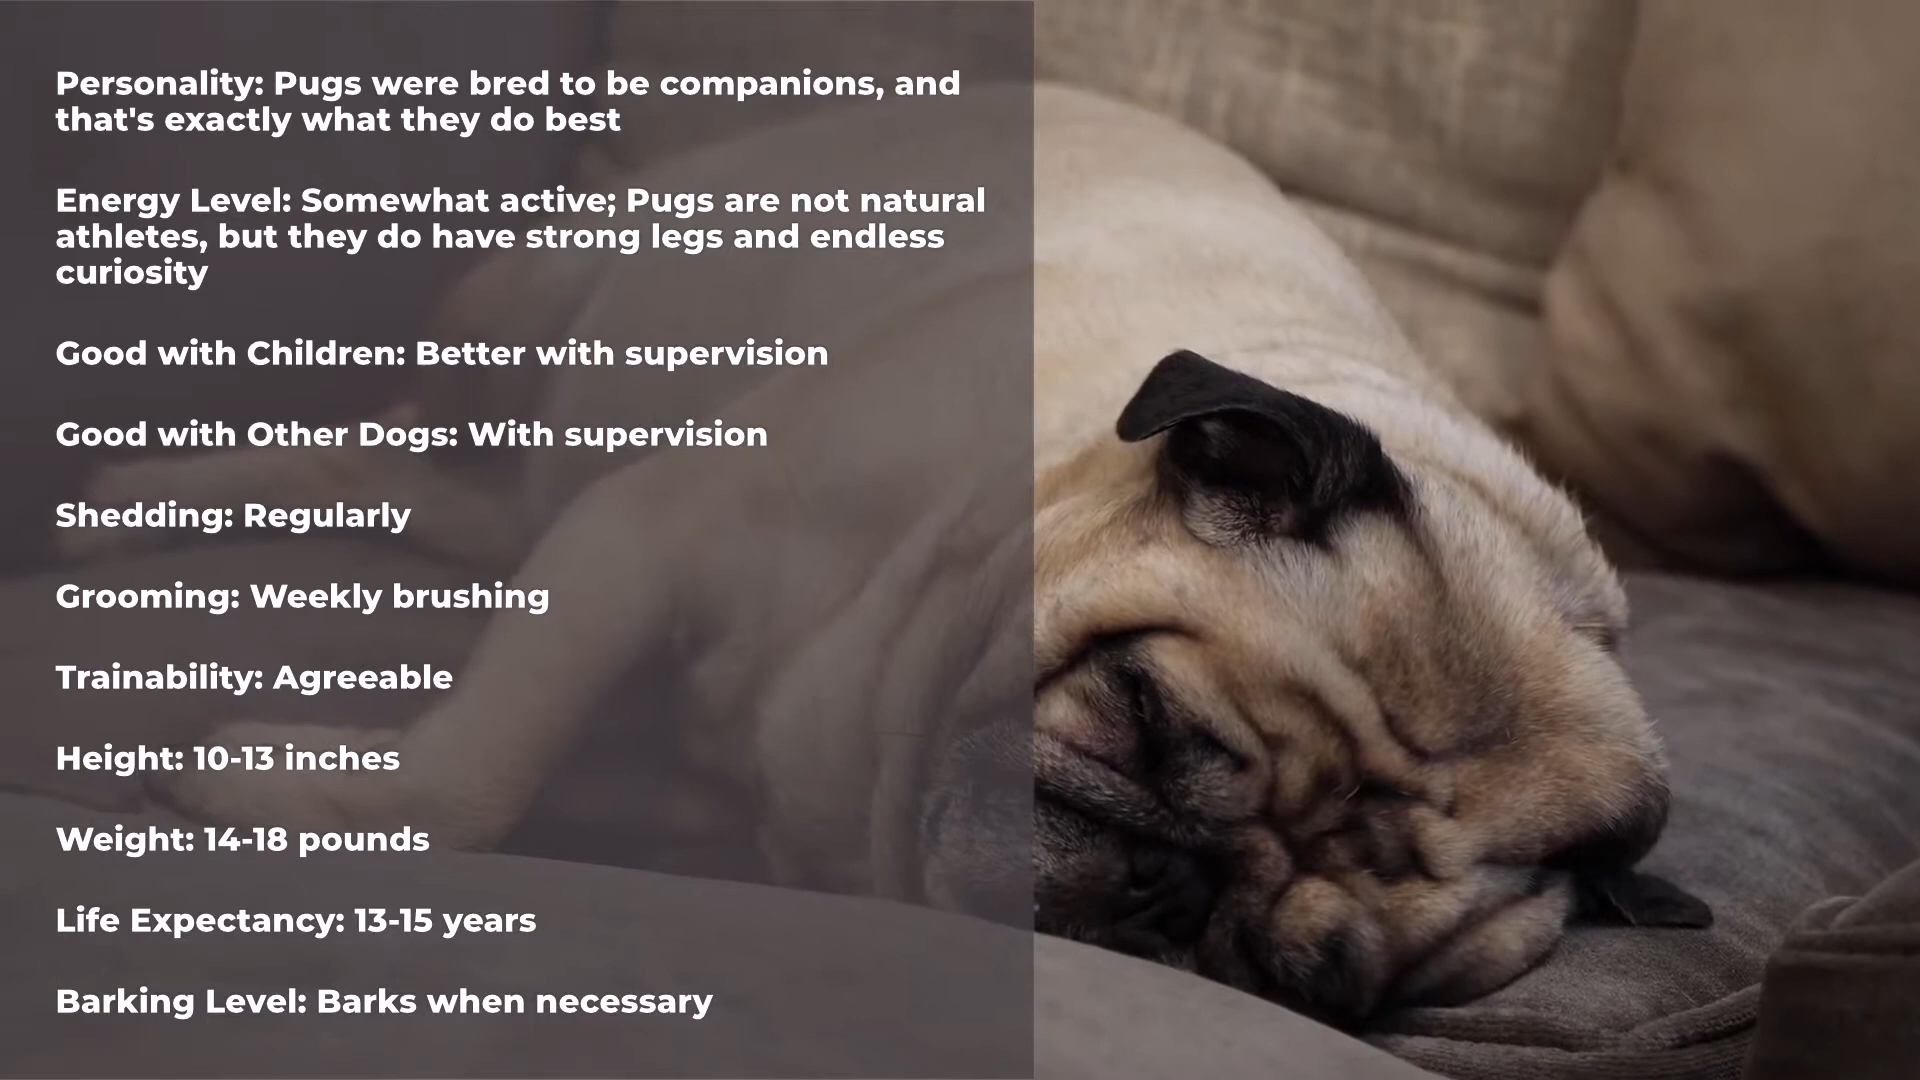 Personality: Pugs were bred to be companions, and
that's exactly what they do best
Energy Level: Somewhat active; Pugs are not natural
athletes, but they do have strong legs and endless
curiosity
Good with Children: Better with supervision
Good with Other Dogs: With supervision
Shedding: Regularly
Grooming: Weekly brushing
Trainability: Agreeable
Height: 10-13 inches
Weight: 14-18 pounds
Life Expectancy: 13-15 years
Barking Level: Barks when necessary